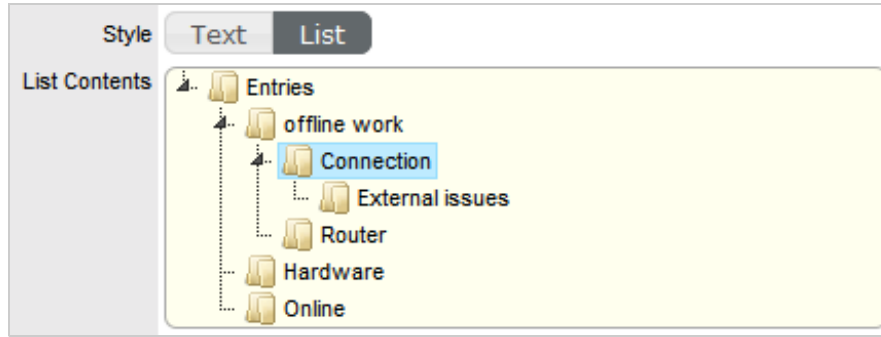 Style Text List
List Contents Entries
offline work
Connection
External issues
Router
Hardware
Online